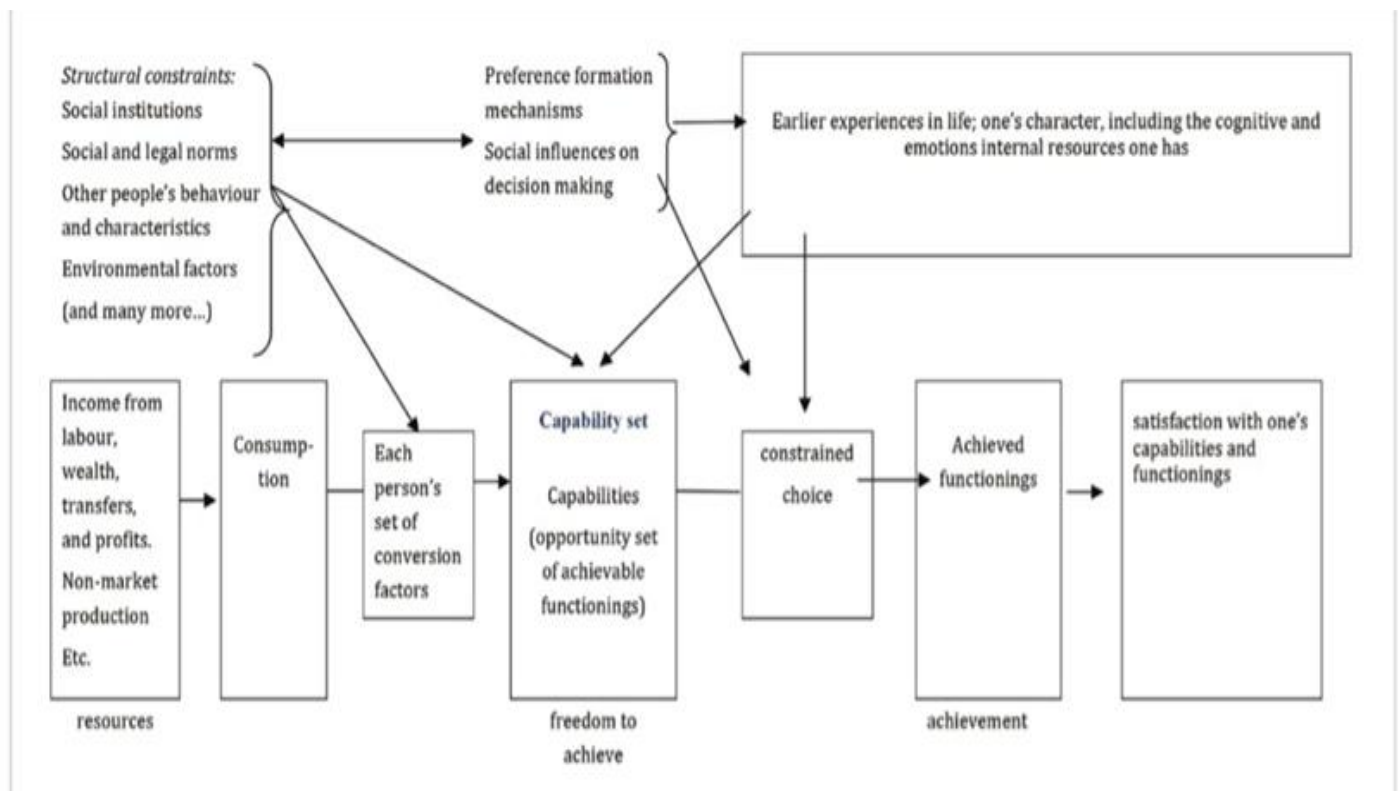 Structural constraints:
Social institutions
Social and legal norms
Other people's behaviour
and characteristics
Environmental factors
(and many more...)
Preference formation
mechanisms
Social influences on
decision making
Earlier experiences in life; one's character, including the cognitive and
emotions internal resources one has
Income from
labour,
wealth,
transfers,
and profits.
Non-market
production
Etc.
resources
Consump-
tion
Each
person's
set of
conversion
factors
Capability set
Capabilities
(opportunity set
of achievable
functionings)
freedom to
achieve
constrained
choice
Achieved
functionings
achievement
satisfaction with one's
capabilities and
functionings